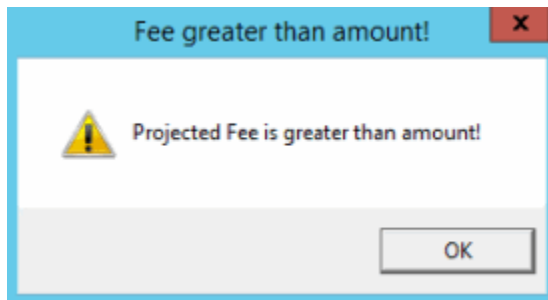 Fee greater than amount!
x
Projected Fee is greater than amount!
OK